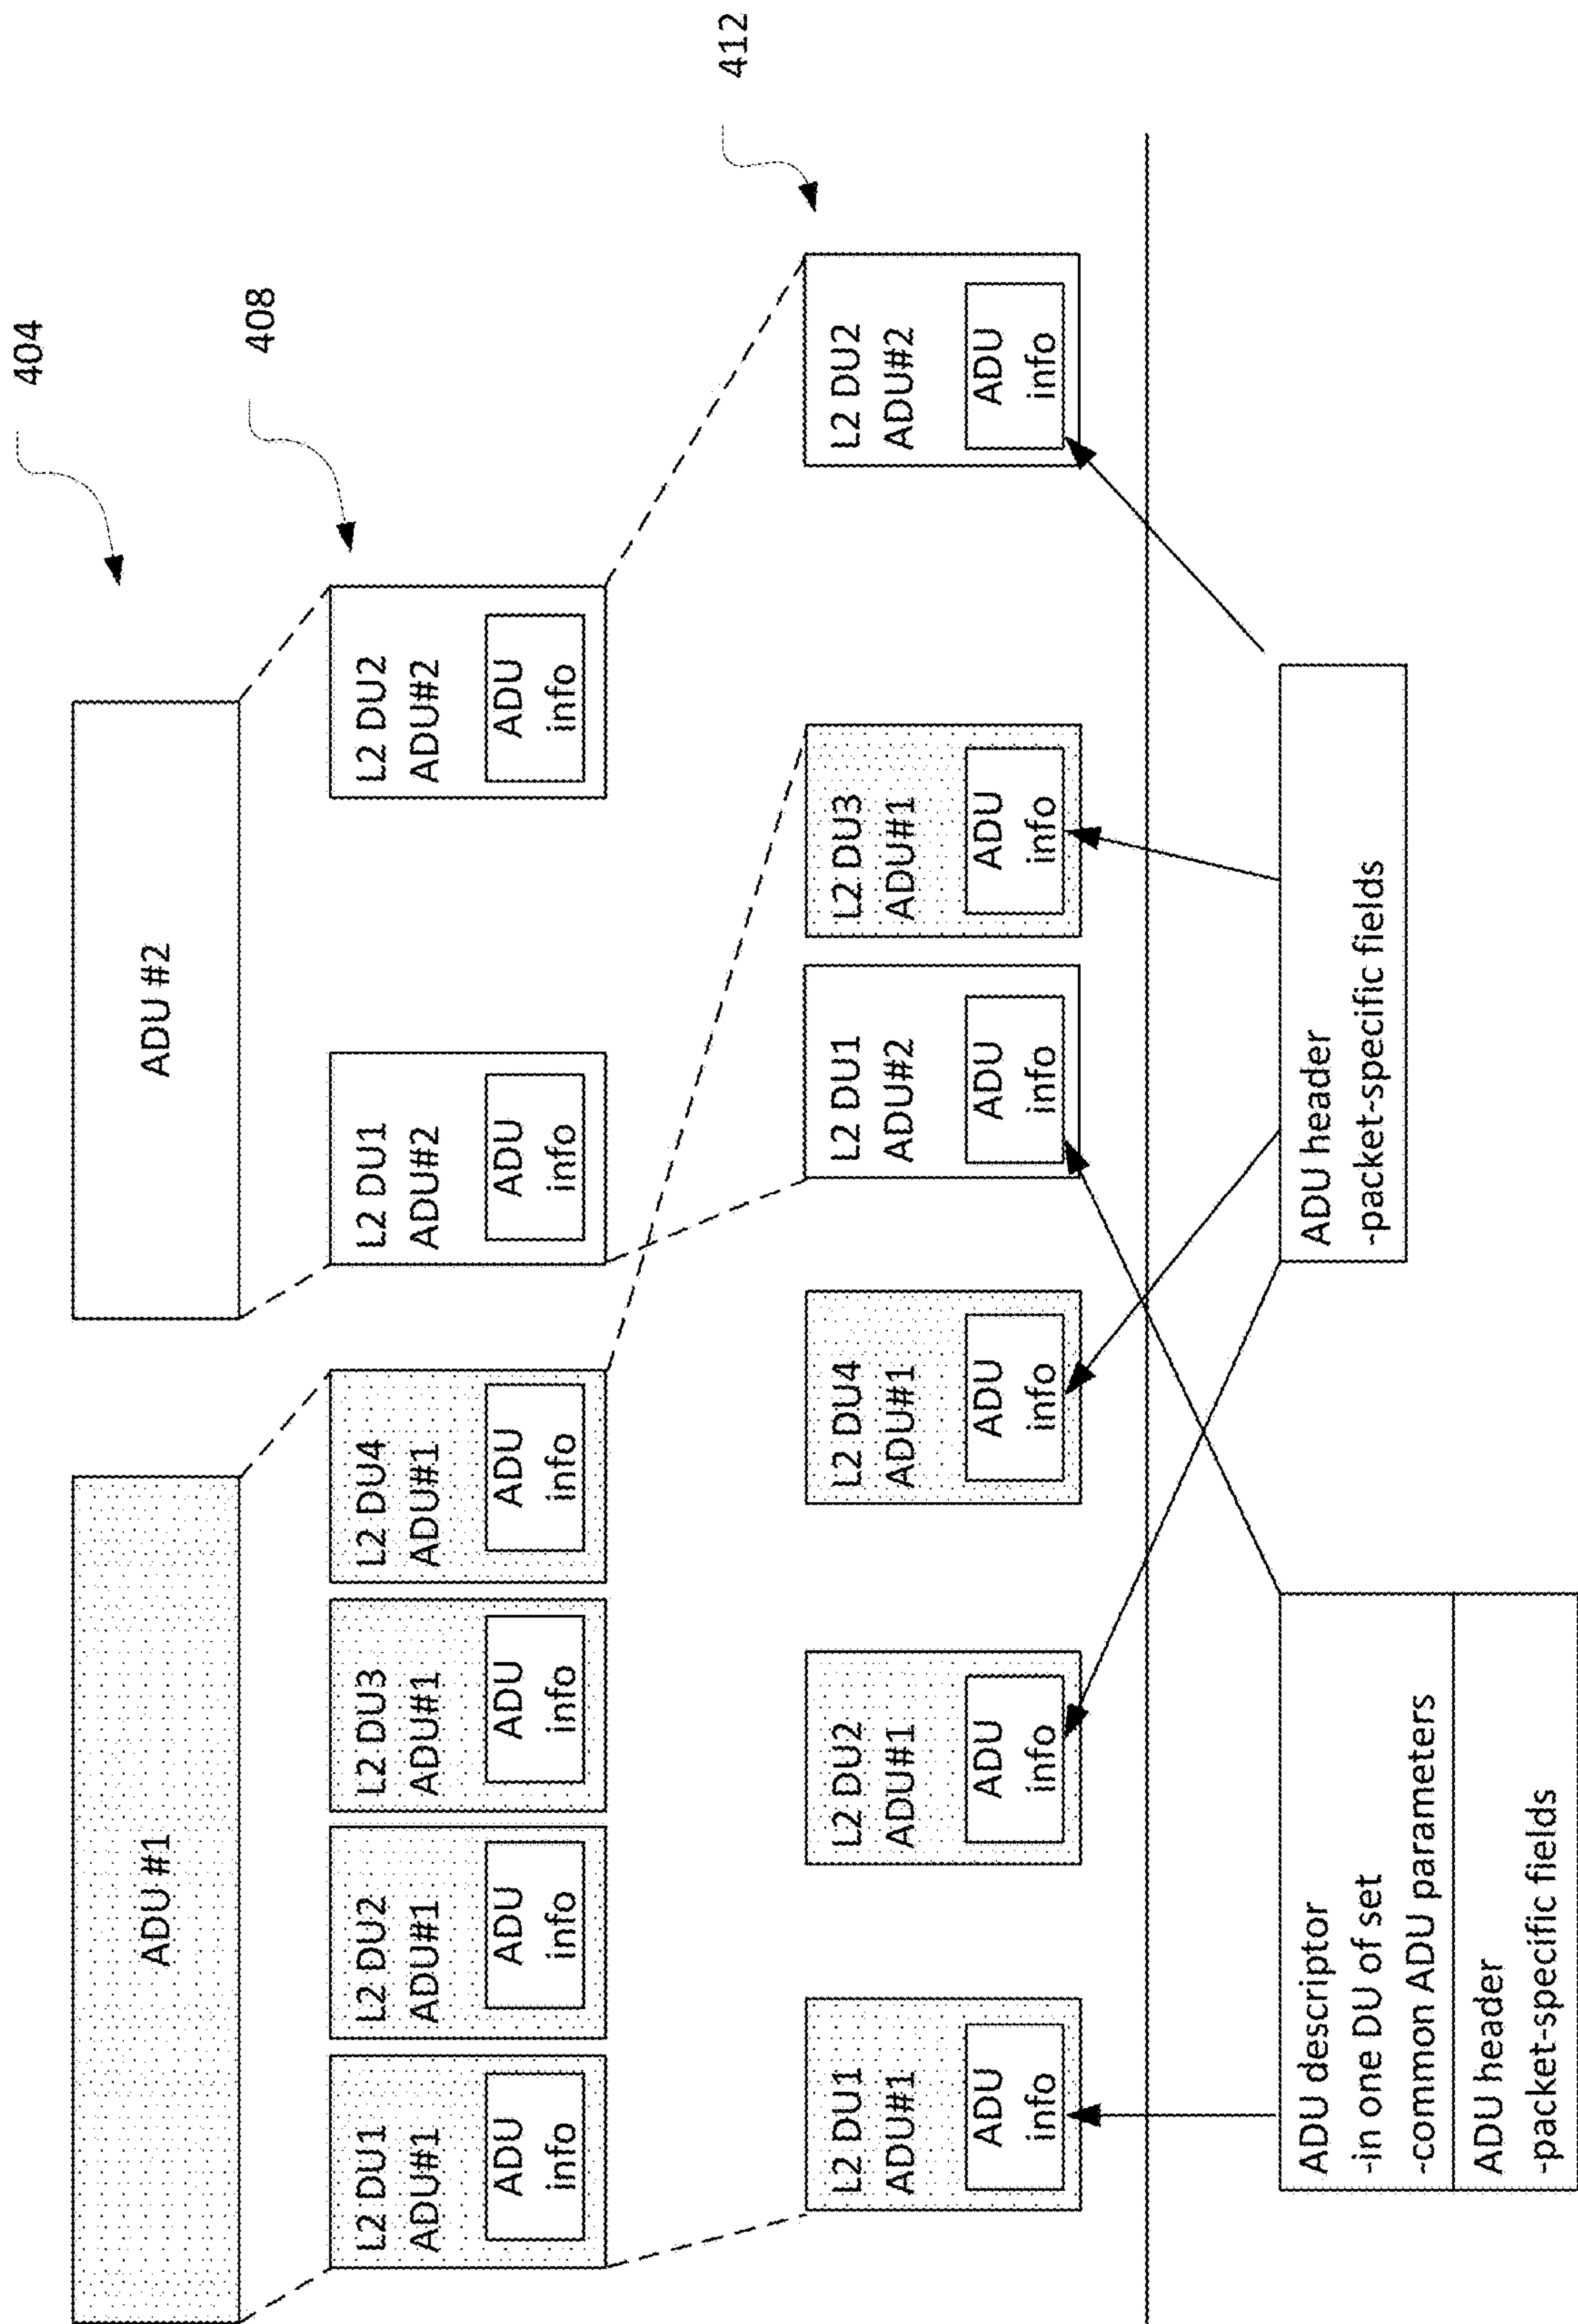 404
ADU #1
ADU #2
408
L2 DU1
ADU#1
ADU
info
L2 DU2
ADU#1
ADU
info
L2 DU3
ADU#1
ADU
info
L2 DU4
ADU#1
ADU
info
L2 DU1
ADU#2
ADU
info
L2 DU2
ADU#2
ADU
info
412
L2 DU1
ADU#1
ADU
info
L2 DU2
ADU#1
ADU
info
L2 DU4
ADU#1
ADU
info
L2 DU1
ADU#2
ADU
info
L2 DU3
ADU#1
ADU
info
L2 DU2
ADU#2
ADU
info
ADU descriptor
-in one DU of set
-common ADU parameters
ADU header
-packet-specific fields
ADU header
-packet-specific fields